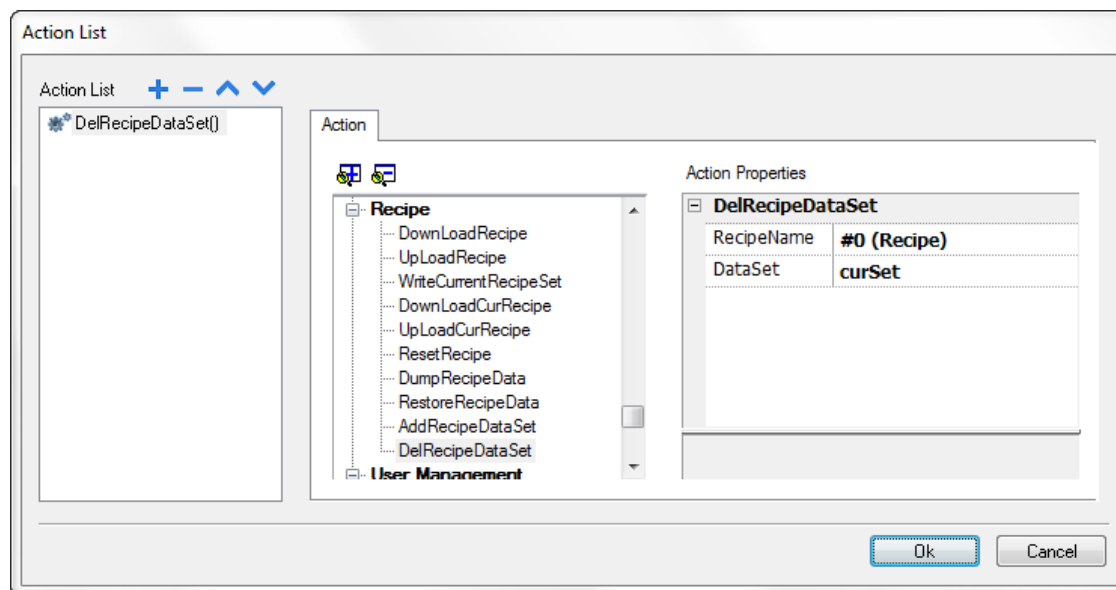 Action List
Action List
DelRecipeDataSet()
Action
Recipe
DownLoadRecipe
UpLoadRecipe
WriteCurrentRecipeSet
DownLoadCurRecipe
UpLoadCurRecipe
ResetRecipe
DumpRecipeData
RestoreRecipeData
AddRecipeDataSet
DelRecipeDataSet
User Management
Action Properties
DelRecipeDataSet
RecipeName #0 (Recipe)
DataSet curSet
Ok Cancel